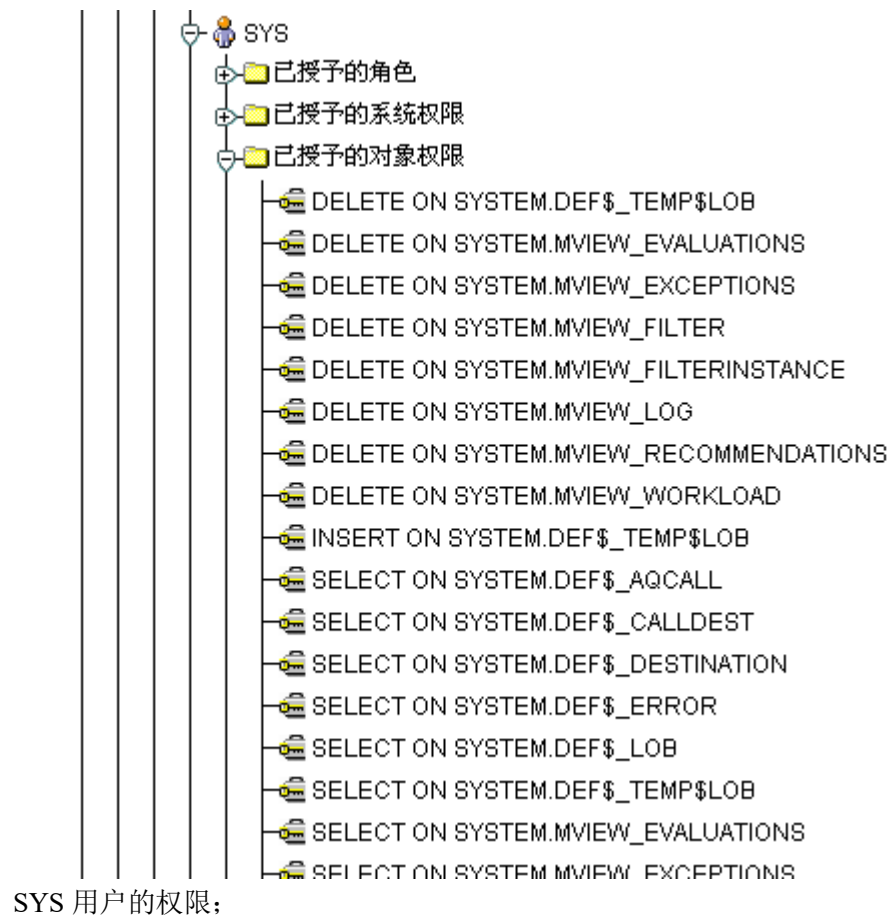 SYS
已授予的角色
已授予的系统权限
已授予的对象权限
DELETE ON SYSTEM.DEF$_TEMP$LOB
DELETE ON SYSTEM.MVIEW_EVALUATIONS
DELETE ON SYSTEM.MVIEW_EXCEPTIONS
DELETE ON SYSTEM.MVIEW_FILTER
DELETE ON SYSTEM.MVIEW_FILTERINSTANCE
DELETE ON SYSTEM.MVIEW_LOG
DELETE ON SYSTEM.MVIEW_RECOMMENDATIONS
DELETE ON SYSTEM.MVIEW_WORKLOAD
INSERT ON SYSTEM.DEF$_TEMP$LOB
SELECT ON SYSTEM.DEF$_AQCALL
SELECT ON SYSTEM.DEF$_CALLDEST
SELECT ON SYSTEM.DEF$_DESTINATION
SELECT ON SYSTEM.DEF$_ERROR
SELECT ON SYSTEM.DEF$_LOB
SELECT ON SYSTEM.DEF$_TEMP$LOB
SELECT ON SYSTEM.MVIEW_EVALUATIONS
SELECT ON SYSTEM.MVIEW_EXCEPTIONS
SYS 用户的权限；